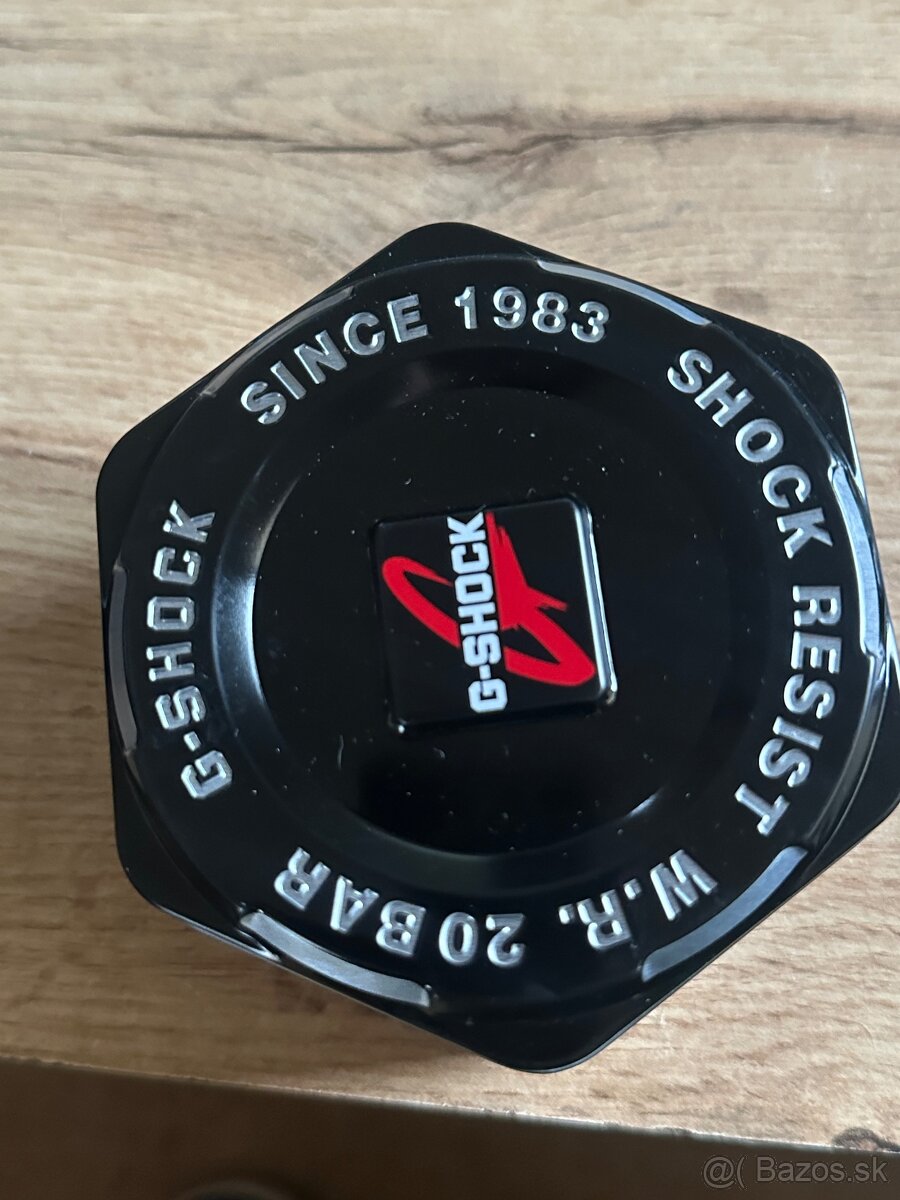 G-SHOCK
SINCE 1983
SHOCK RESIST
W.R. 20BAR
G-SHOCK
@( Bazos.sk